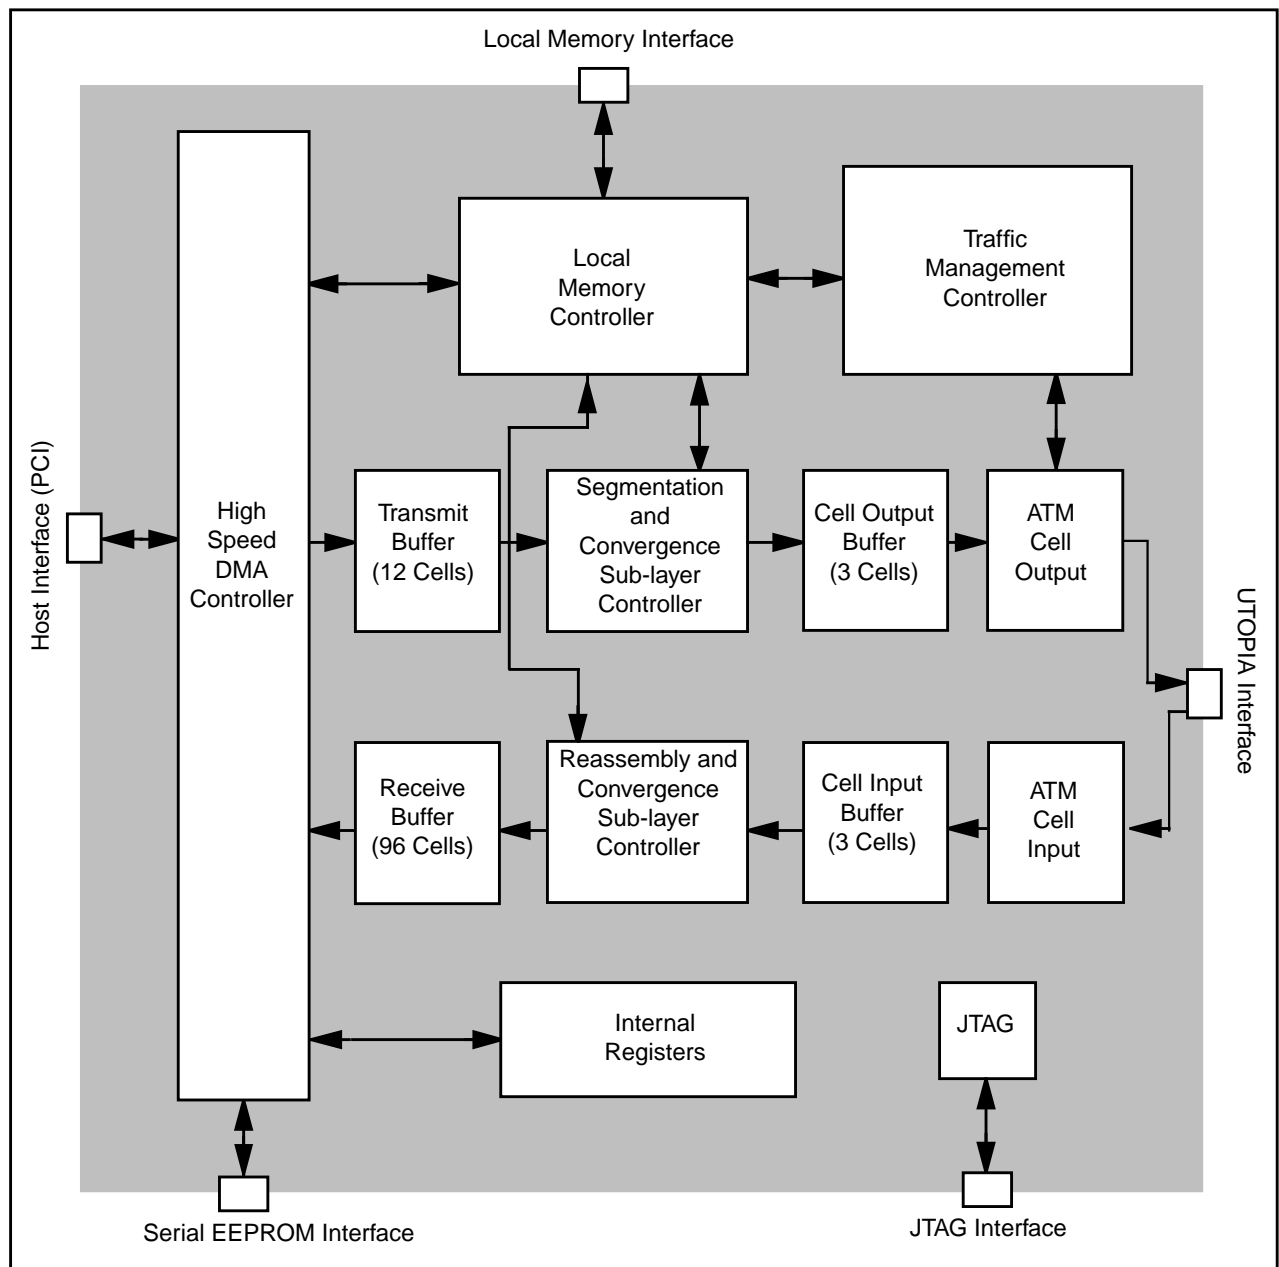 Local Memory Interface
Local
Memory
Controller
Traffic
Management
Controller
Host Interface (PCI)
High
Speed
DMA
Controller
Transmit
Buffer
(12 Cells)
Segmentation
and
Convergence
Sub-layer
Controller
Cell Output
Buffer
(3 Cells)
ATM
Cell
Output
UTOPIA Interface
Receive
Buffer
(96 Cells)
Reassembly and
Convergence
Sub-layer
Controller
Cell Input
Buffer
(3 Cells)
ATM
Cell
Input
Internal
Registers
JTAG
Serial EEPROM Interface
JTAG Interface